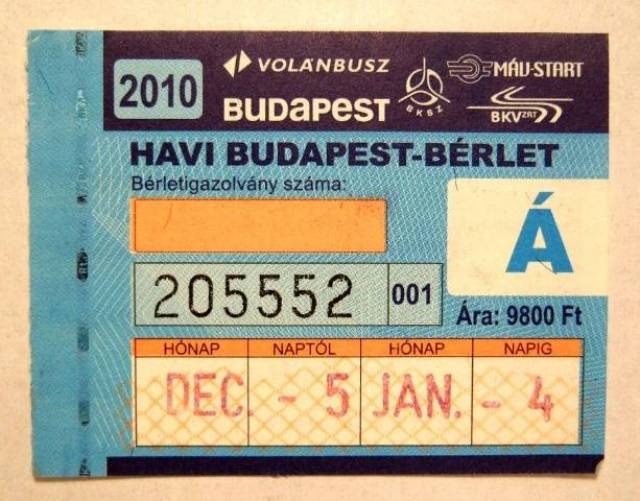 2010
VOLÁNBUSZ
MÁV-START
BUDAPEST
BKSZ
BKV ZRT
HAVI BUDAPEST-BÉRLET
Bérletigazolvány száma:
Á
205552 001
Ára: 9800 Ft
HÓNAP NAPTÓL HÓNAP NAPIG
DEC. - 5 JAN. - 4